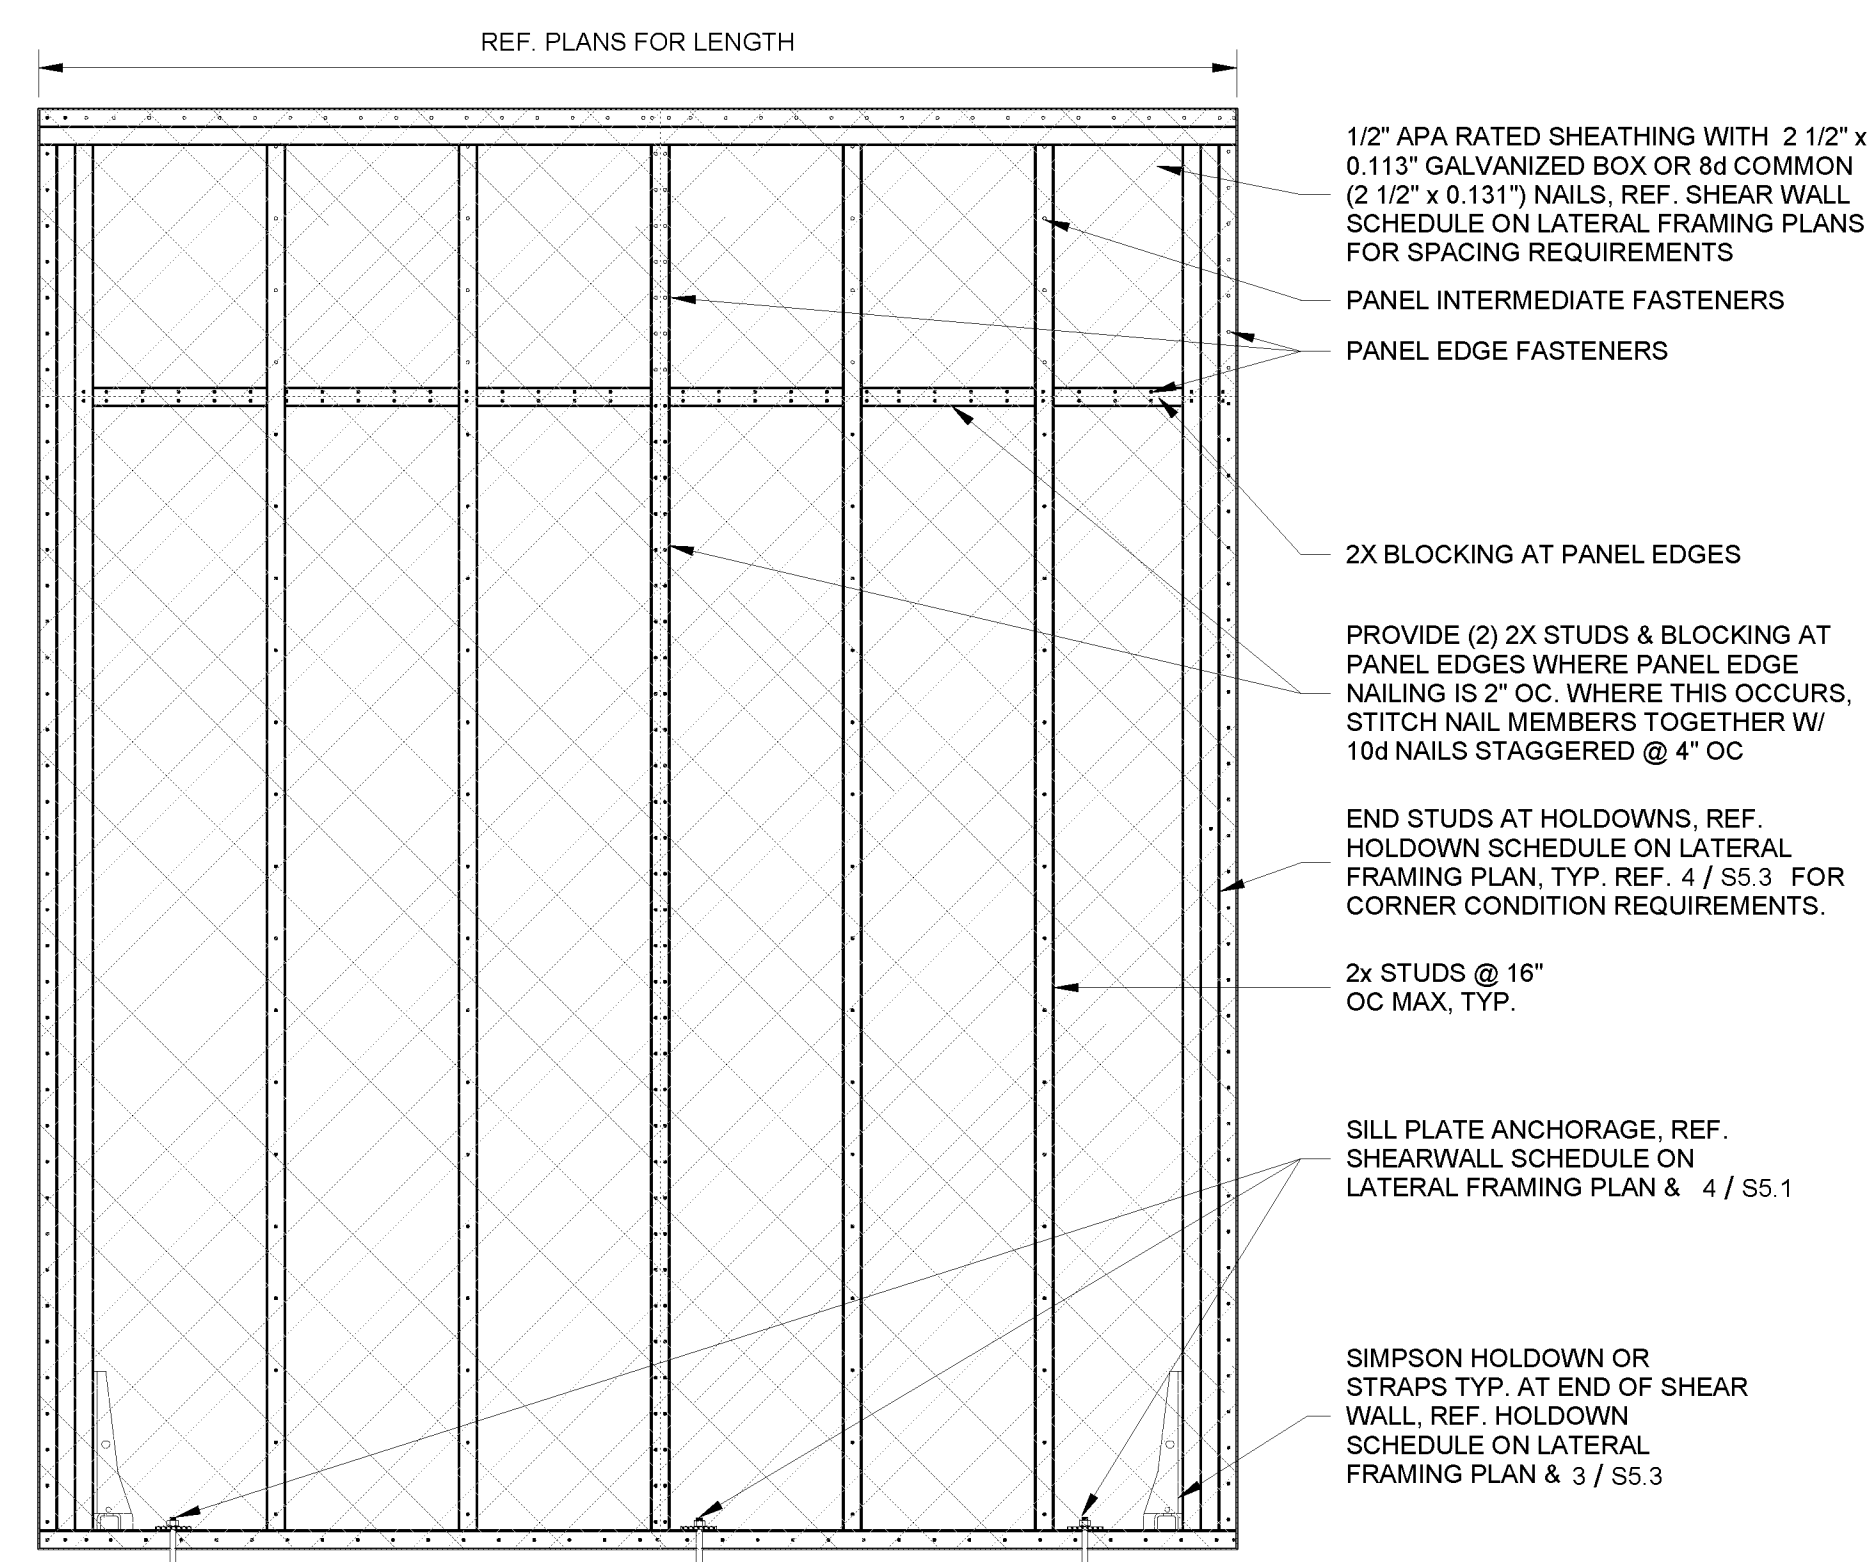 REF. PLANS FOR LENGTH
1/2" APA RATED SHEATHING WITH 2 1/2" x
0.113" GALVANIZED BOX OR 8d COMMON
(2 1/2" x 0.131") NAILS, REF. SHEAR WALL
SCHEDULE ON LATERAL FRAMING PLANS
FOR SPACING REQUIREMENTS
PANEL INTERMEDIATE FASTENERS
PANEL EDGE FASTENERS
2X BLOCKING AT PANEL EDGES
PROVIDE (2) 2X STUDS & BLOCKING AT
PANEL EDGES WHERE PANEL EDGE
NAILING IS 2" OC. WHERE THIS OCCURS,
STITCH NAIL MEMBERS TOGETHER W/
10d NAILS STAGGERED @ 4" OC
END STUDS AT HOLDOWNS, REF.
HOLDOWN SCHEDULE ON LATERAL
FRAMING PLAN, TYP. REF. 4 / S5.3 FOR
CORNER CONDITION REQUIREMENTS.
2x STUDS @ 16"
OC MAX, TYP.
SILL PLATE ANCHORAGE, REF.
SHEARWALL SCHEDULE ON
LATERAL FRAMING PLAN & 4 / S5.1
SIMPSON HOLDOWN OR
STRAPS TYP. AT END OF SHEAR
WALL, REF. HOLDOWN
SCHEDULE ON LATERAL
FRAMING PLAN & 3 / S5.3